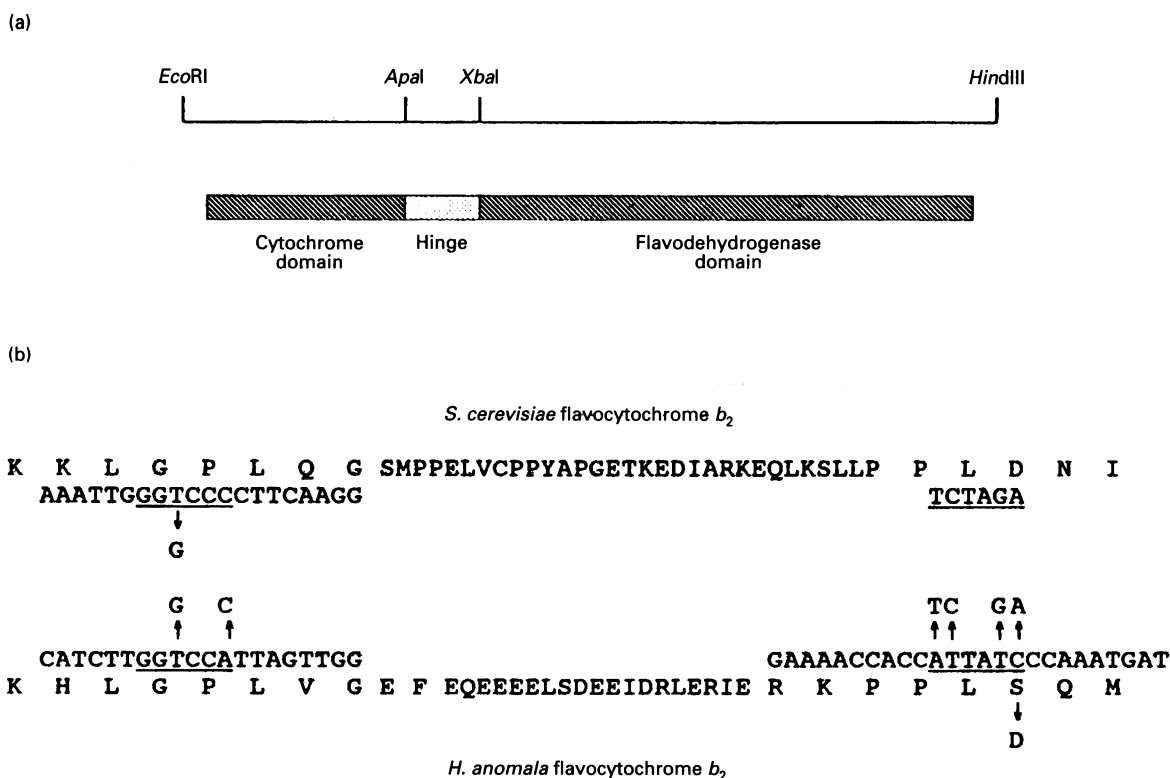 (a)
EcoRI ApaI XbaI HindIII
Cytochrome domain Hinge Flavodehydrogenase domain
(b)
S. cerevisiae flavocytochrome b2
K K L G P L Q G SMPPELVCPPYAPGETKEDIARKEQLKSLLP P L D N I
AAATTGGGTCCCCTTCAAGG TCTAGA
G
G C TC GA
CATCTTGGTCCATTAGTTGG GAAAACCACCATTATCCCAAATGAT
K H L G P L V G E F EQEEEELSDEEIDRLERIE R K P P L S Q M
D
H. anomala flavocytochrome b2